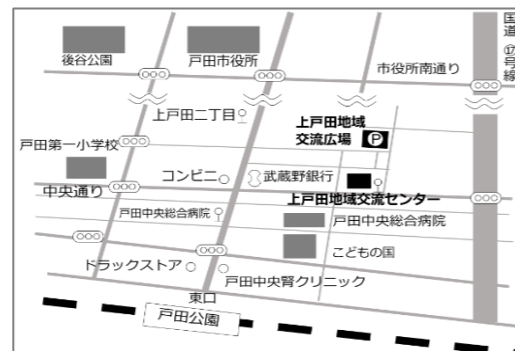 後谷公園
戸田市役所
国道⑰号線
市役所南通り
上戸田二丁目
上戸田地域
交流広場
P
戸田第一小学校
コンビニ
武蔵野銀行
中央通り
上戸田地域交流センター
戸田中央総合病院
戸田中央総合病院
こどもの国
ドラックストア
戸田中央腎クリニック
東口
戸田公園